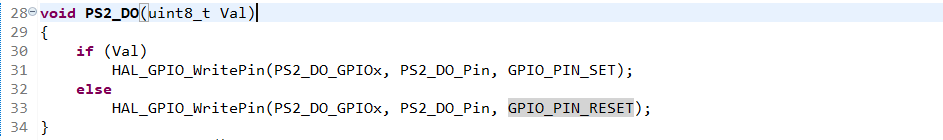 28 void PS2_DO(uint8_t Val)
29 {
30     if (Val)
31         HAL_GPIO_WritePin(PS2_DO_GPIOx, PS2_DO_Pin, GPIO_PIN_SET);
32     else
33         HAL_GPIO_WritePin(PS2_DO_GPIOx, PS2_DO_Pin, GPIO_PIN_RESET);
34 }